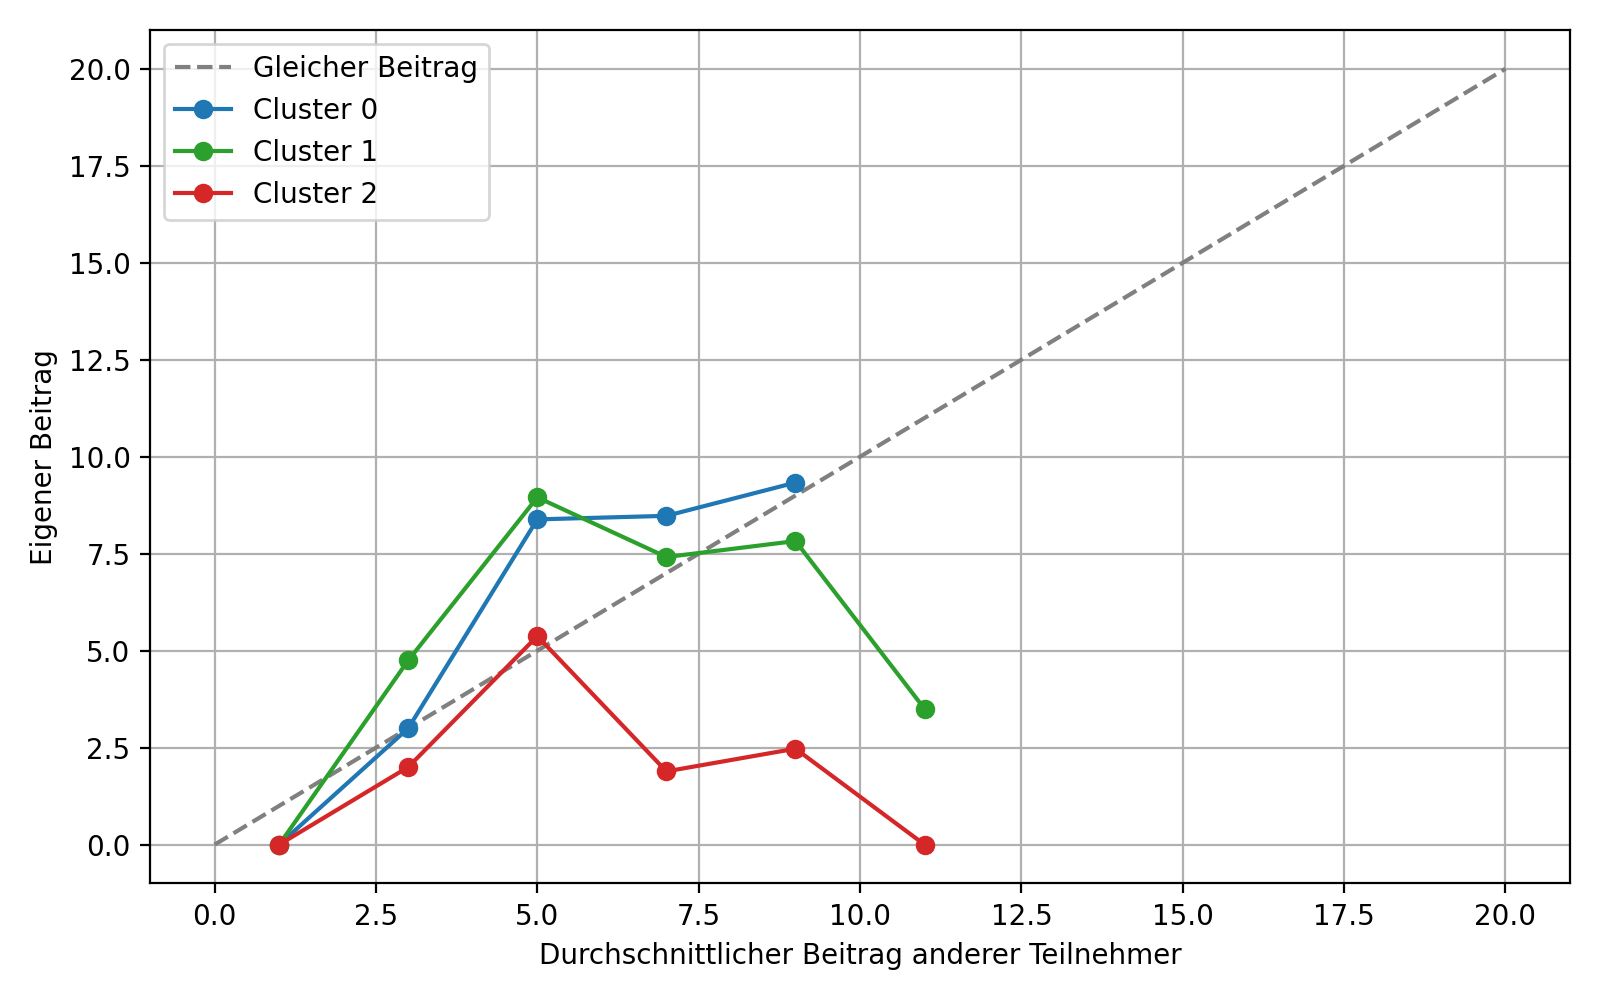 Gleicher Beitrag
Cluster 0
Cluster 1
Cluster 2
20.0
17.5
15.0
12.5
10.0
7.5
5.0
2.5
0.0
Eigener Beitrag
0.0 2.5 5.0 7.5 10.0 12.5 15.0 17.5 20.0
Durchschnittlicher Beitrag anderer Teilnehmer